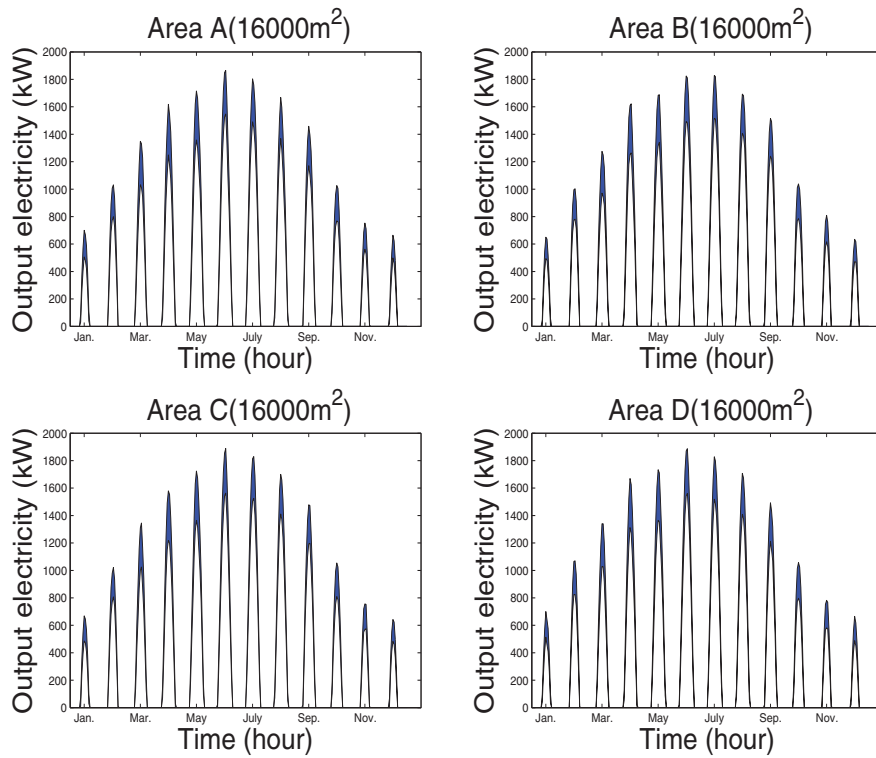 Area A(16000m²)
Output electricity (kW)
2000
1800
1600
1400
1200
1000
800
600
400
200
0
Jan. Mar. May July Sep. Nov.
Time (hour)
Area B(16000m²)
Output electricity (kW)
2000
1800
1600
1400
1200
1000
800
600
400
200
0
Jan. Mar. May July Sep. Nov.
Time (hour)
Area C(16000m²)
Output electricity (kW)
2000
1800
1600
1400
1200
1000
800
600
400
200
0
Jan. Mar. May July Sep. Nov.
Time (hour)
Area D(16000m²)
Output electricity (kW)
2000
1800
1600
1400
1200
1000
800
600
400
200
0
Jan. Mar. May July Sep. Nov.
Time (hour)